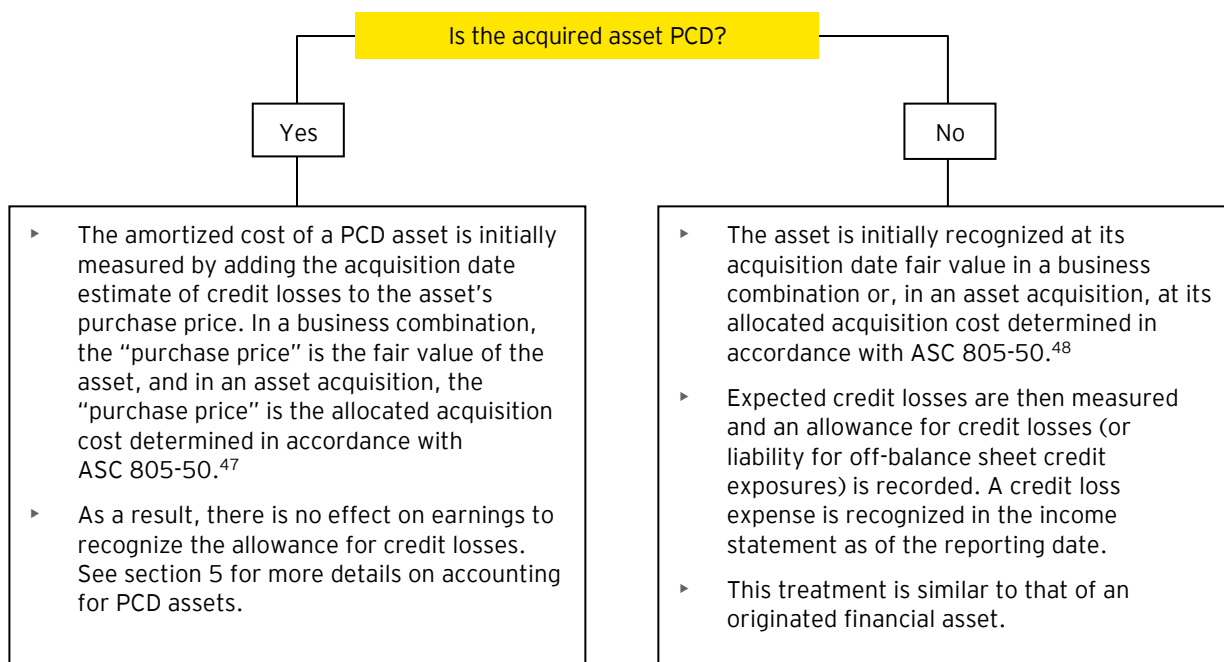 Is the acquired asset PCD?
Yes
No
▸ The amortized cost of a PCD asset is initially
measured by adding the acquisition date
estimate of credit losses to the asset's
purchase price. In a business combination,
the “purchase price” is the fair value of the
asset, and in an asset acquisition, the
“purchase price” is the allocated acquisition
cost determined in accordance with
ASC 805-50.47
▸ As a result, there is no effect on earnings to
recognize the allowance for credit losses.
See section 5 for more details on accounting
for PCD assets.
▸ The asset is initially recognized at its
acquisition date fair value in a business
combination or, in an asset acquisition, at its
allocated acquisition cost determined in
accordance with ASC 805-50.48
▸ Expected credit losses are then measured
and an allowance for credit losses (or
liability for off-balance sheet credit
exposures) is recorded. A credit loss
expense is recognized in the income
statement as of the reporting date.
▸ This treatment is similar to that of an
originated financial asset.